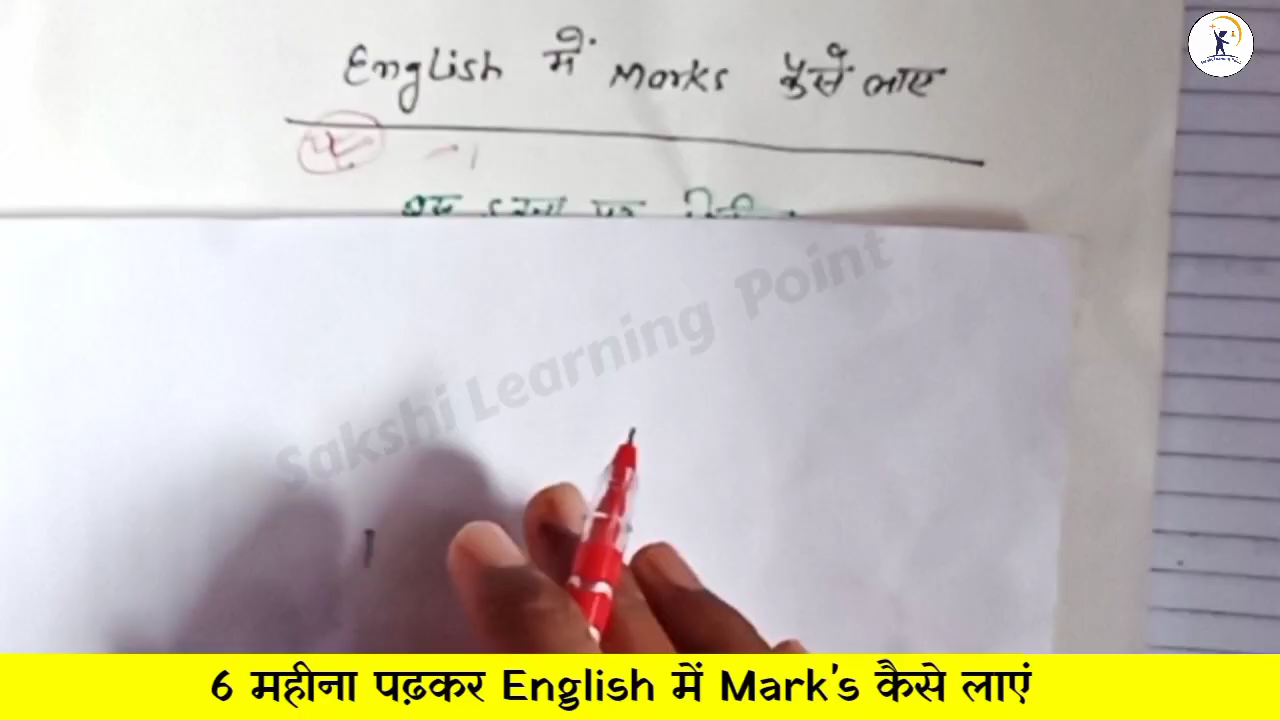 English में Marks कैसे लाए
Sakshi Learning Point
6 महीना पढ़कर English में Mark's कैसे लाएं